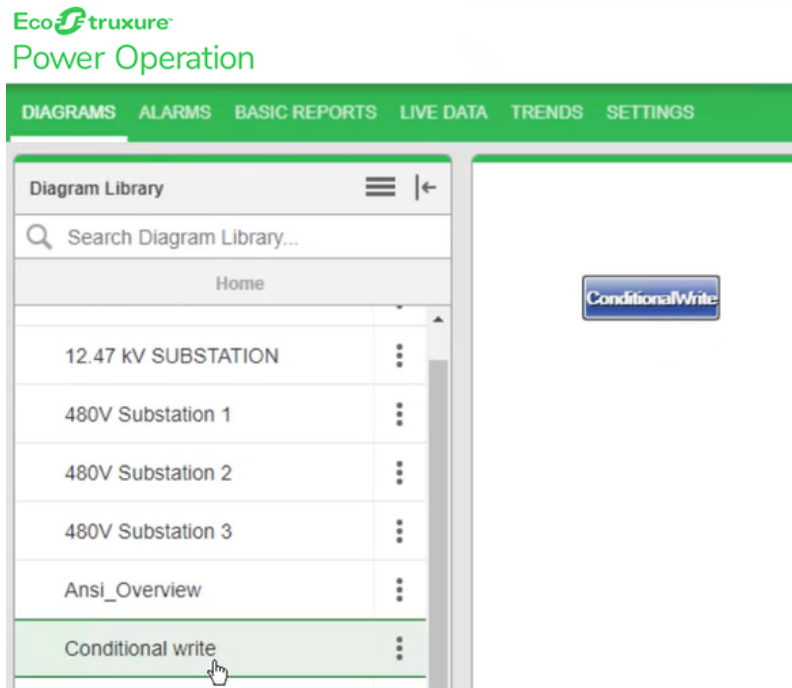 EcoStruxure
Power Operation
DIAGRAMS ALARMS BASIC REPORTS LIVE DATA TRENDS SETTINGS
Diagram Library
Search Diagram Library...
Home
12.47 kV SUBSTATION
480V Substation 1
480V Substation 2
480V Substation 3
Ansi_Overview
Conditional write
ConditionalWrite